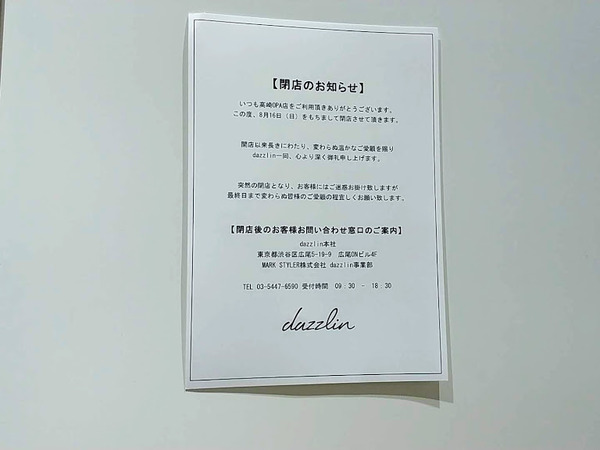 【閉店のお知らせ】
いつも高崎OPA店をご利用頂きありがとうございます。
この度、8月16日（日）をもちまして閉店させて頂きます。
開店以来長きにわたり、変わらぬ温かなご愛顧を賜り
dazzlin一同、心より深く御礼申し上げます。
突然の閉店となり、お客様にはご迷惑お掛け致しますが
最終日まで変わらぬ皆様のご愛顧の程宜しくお願い致します。
【閉店後のお客様お問い合わせ窓口のご案内】
dazzlin本社
東京都渋谷区広尾5-19-9　広尾ONビル4F
MARK STYLER株式会社 dazzlin事業部
TEL 03-5447-6590 受付時間　09：30 － 18：30
dazzlin